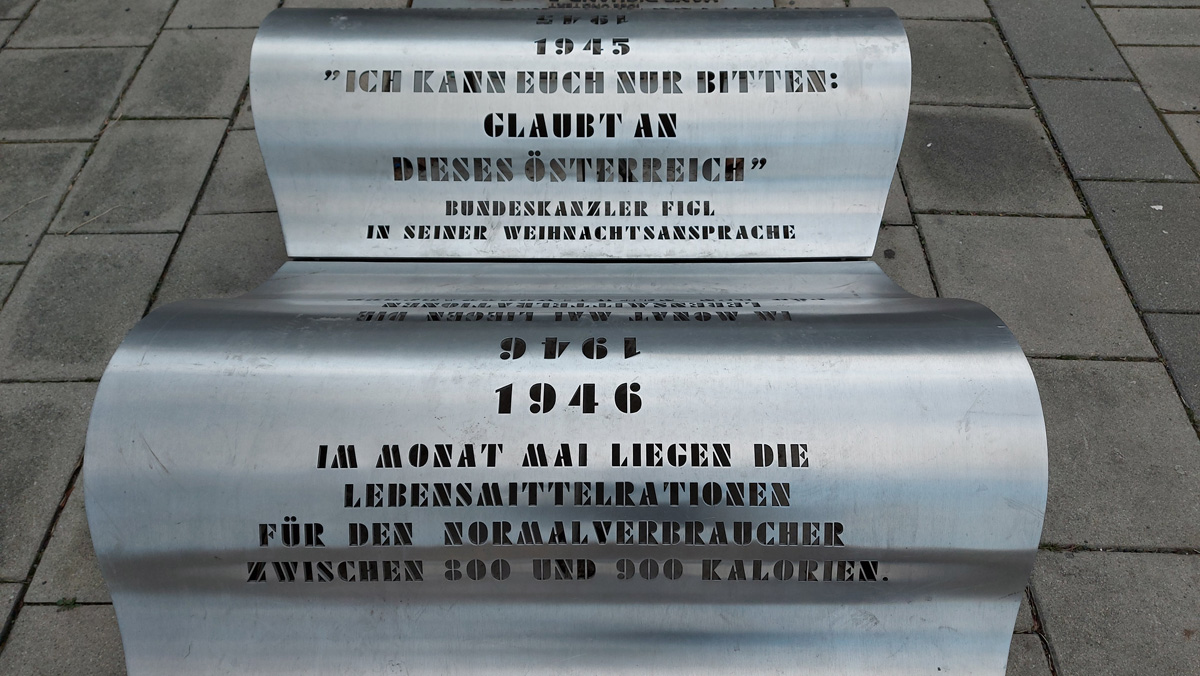 1945
"ICH KANN EUCH NUR BITTEN:
GLAUBT AN
DIESES ÖSTERREICH"
BUNDESKANZLER FIGL
IN SEINER WEIHNACHTSANSPRACHE
1946
IM MONAT MAI LIEGEN DIE
LEBENSMITTELRATIONEN
FÜR DEN NORMALVERBRAUCHER
ZWISCHEN 800 UND 900 KALORIEN.